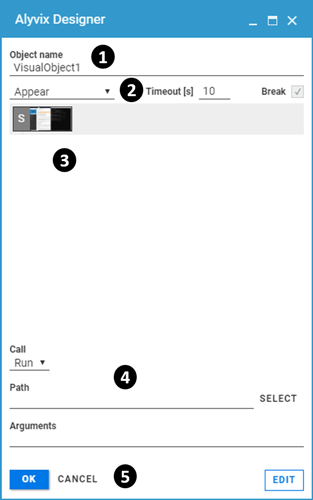 Alyvix Designer
Object name
1
VisualObject1
Appear
2
Timeout [s] 10
Break
S
3
Call
Run
4
Path
SELECT
Arguments
OK CANCEL 5 EDIT